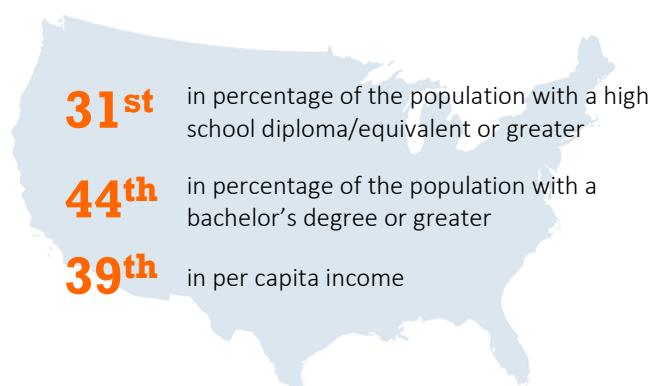 31st in percentage of the population with a high
school diploma/equivalent or greater
44th in percentage of the population with a
bachelor’s degree or greater
39th in per capita income